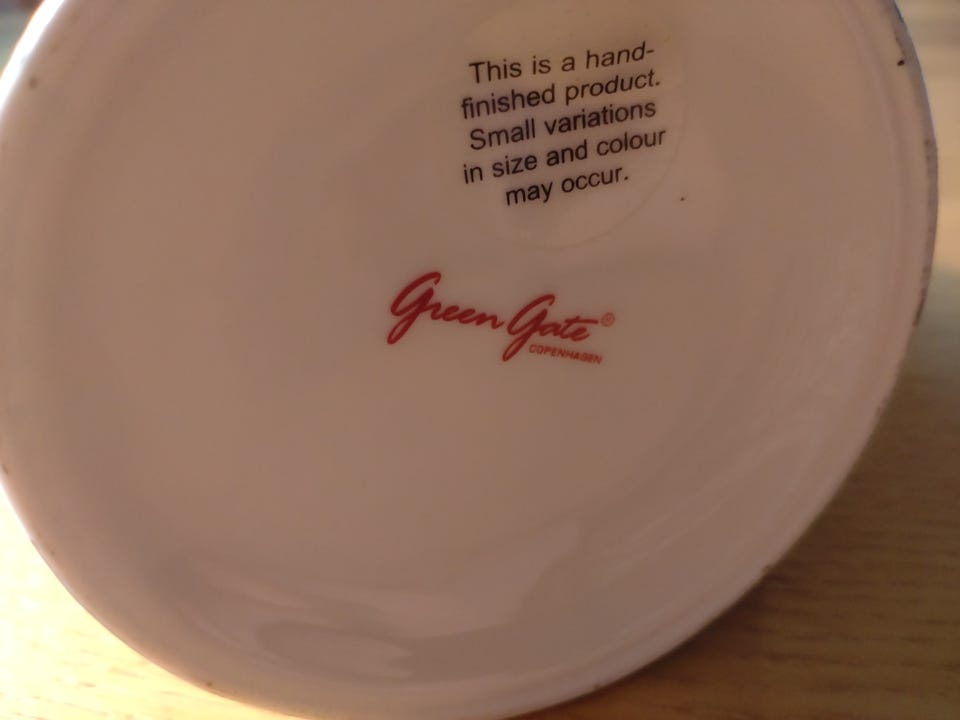 This is a hand-
finished product.
Small variations
in size and colour
may occur.
Green Gate®
COPENHAGEN